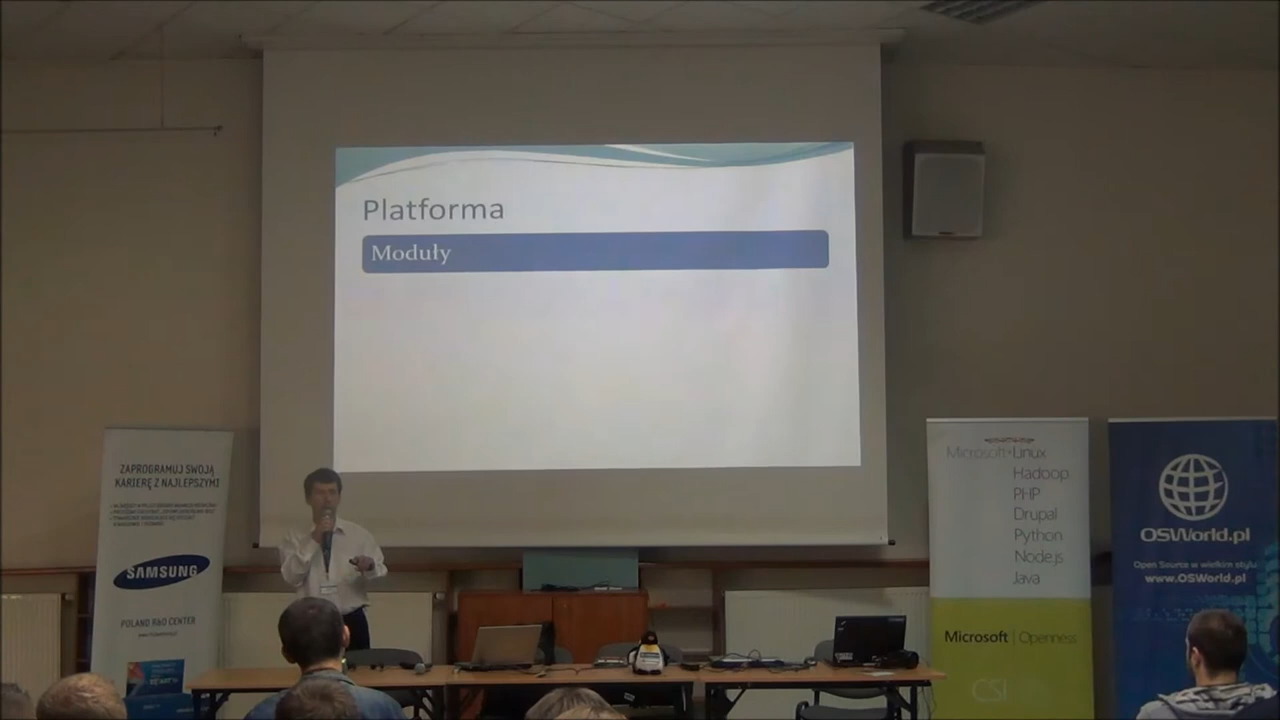 Platforma
Moduły
ZAPROGRAMUJ SWOJĄ
KARIERĘ Z NAJLEPSZYMI
SAMSUNG
POLAND R&D CENTER
Microsoft+Linux
Hadoop
PHP
Drupal
Python
Node.js
Java
Microsoft | Openness
CSI
OSWorld.pl
Open Source w wielkim stylu
www.OSWorld.pl